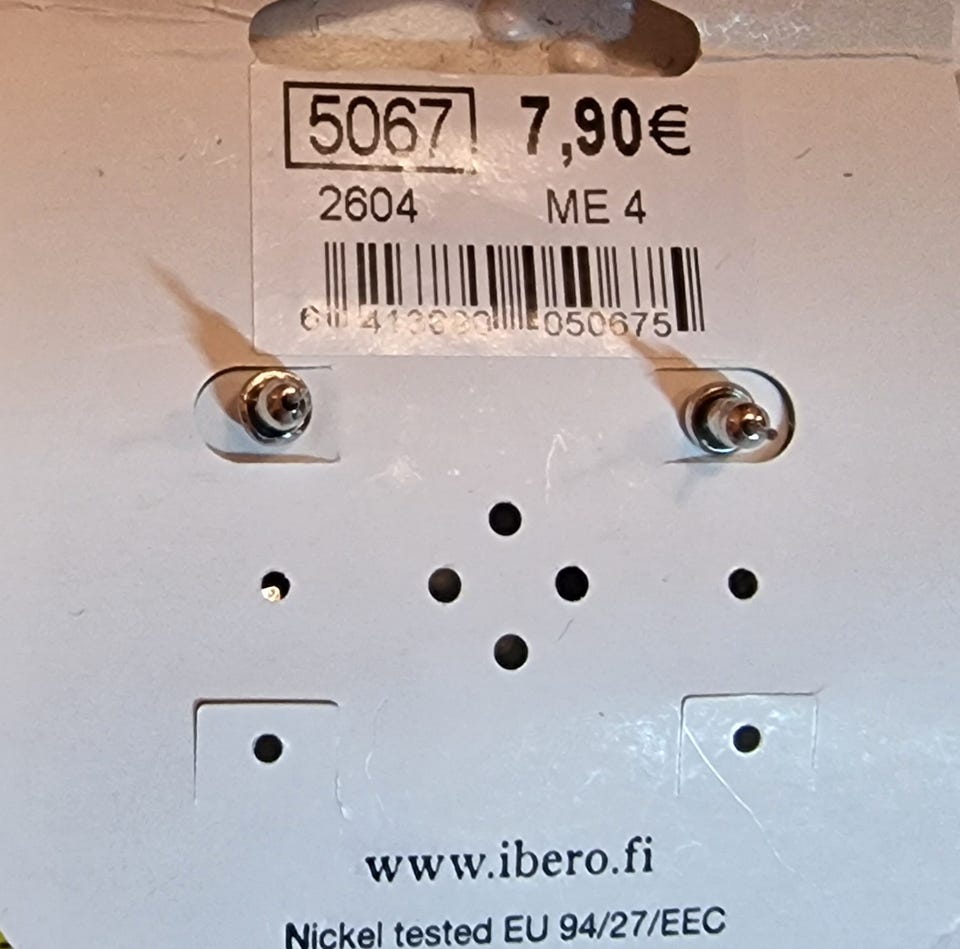 5067 7,90€
2604 ME 4
050675
www.ibero.fi
Nickel tested EU 94/27/EEC